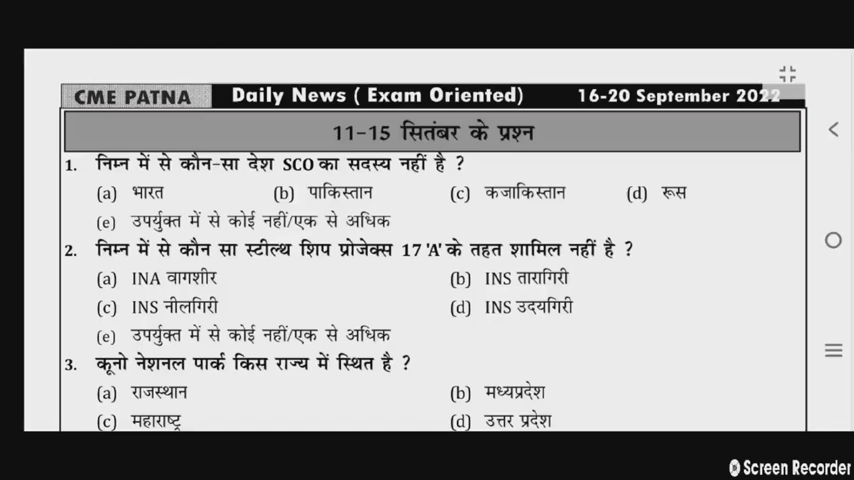 CME PATNA Daily News ( Exam Oriented) 16-20 September 2022
11-15 सितंबर के प्रश्न
1. निम्न में से कौन-सा देश SCO का सदस्य नहीं है ?
(a) भारत (b) पाकिस्तान (c) कजाकिस्तान (d) रूस
(e) उपर्युक्त में से कोई नहीं/एक से अधिक
2. निम्न में से कौन सा स्टील्थ शिप प्रोजेक्स 17 'A' के तहत शामिल नहीं है ?
(a) INA वागशीर (b) INS तारागिरी
(c) INS नीलगिरी (d) INS उदयगिरी
(e) उपर्युक्त में से कोई नहीं/एक से अधिक
3. कूनो नेशनल पार्क किस राज्य में स्थित है ?
(a) राजस्थान (b) मध्यप्रदेश
(c) महाराष्ट्र (d) उत्तर प्रदेश
Screen Recorder